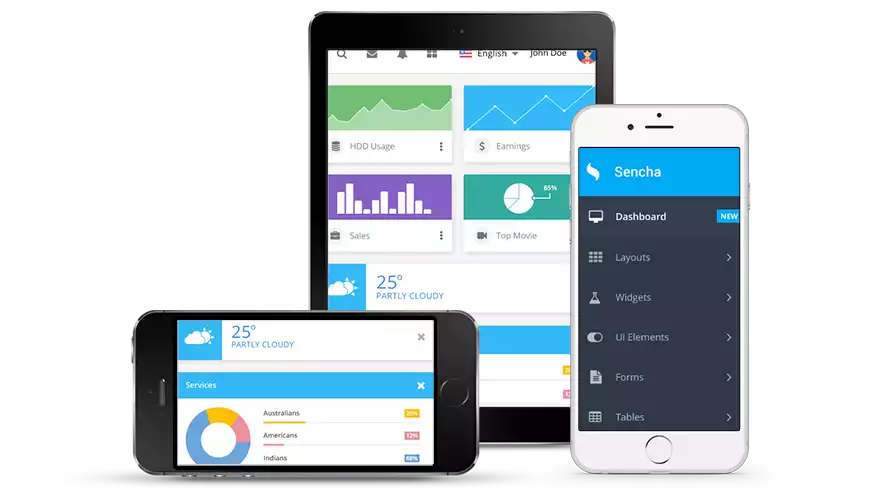 English
John Doe
HDD Usage
Earnings
65%
Sales
Top Movie
25°
PARTLY CLOUDY
Sencha
Dashboard
NEW
Layouts
Widgets
UI Elements
Forms
Tables
25°
PARTLY CLOUDY
Services
Australians
20%
Americans
12%
Indians
68%